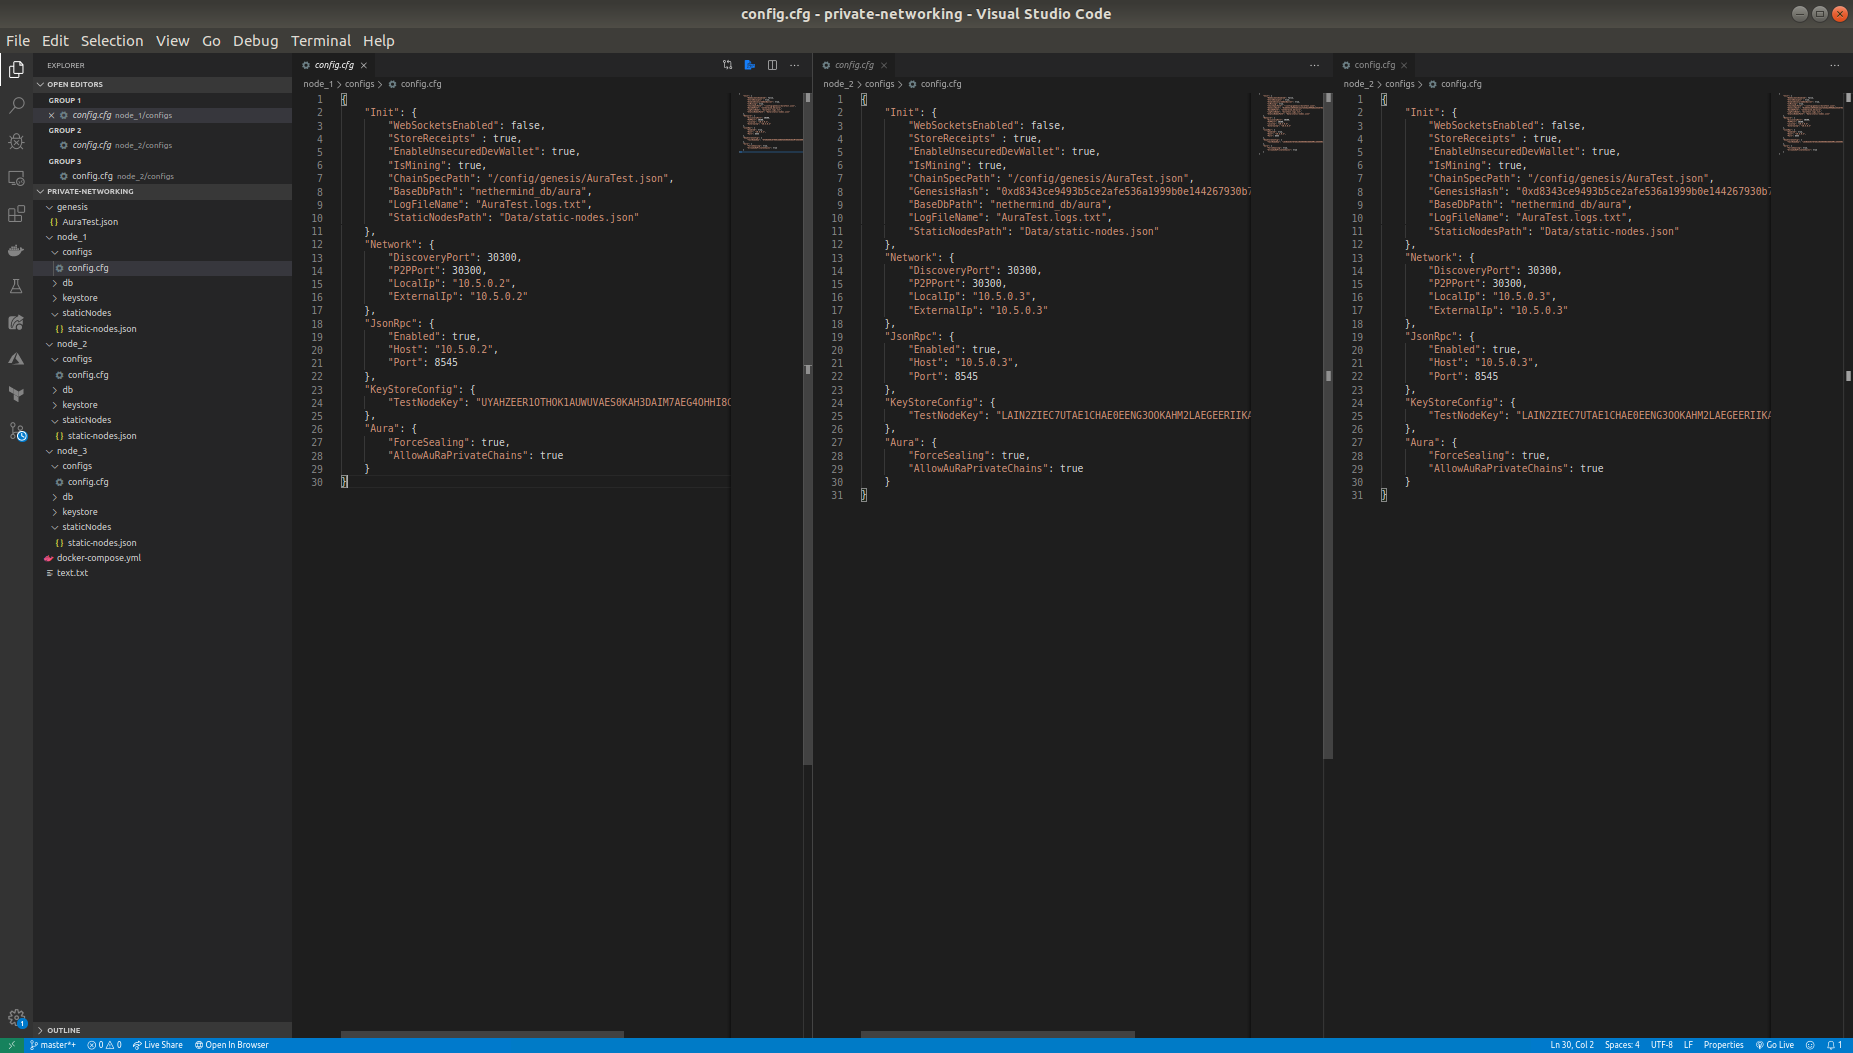 config.cfg - private-networking - Visual Studio Code
File Edit Selection View Go Debug Terminal Help
EXPLORER
OPEN EDITORS
GROUP 1
config.cfg node_1/configs
GROUP 2
config.cfg node_2/configs
GROUP 3
config.cfg node_2/configs
PRIVATE-NETWORKING
genesis
{} AuraTest.json
node_1
configs
config.cfg
db
keystore
staticNodes
{} static-nodes.json
node_2
configs
config.cfg
db
keystore
staticNodes
{} static-nodes.json
node_3
configs
config.cfg
db
keystore
staticNodes
{} static-nodes.json
docker-compose.yml
text.txt
OUTLINE
config.cfg
node_1 > configs > config.cfg
1 {
2 "Init": {
3 "WebSocketsEnabled": false,
4 "StoreReceipts" : true,
5 "EnableUnsecuredDevWallet": true,
6 "IsMining": true,
7 "ChainSpecPath": "/config/genesis/AuraTest.json",
8 "BaseDbPath": "nethermind_db/aura",
9 "LogFileName": "AuraTest.logs.txt",
10 "StaticNodesPath": "Data/static-nodes.json"
11 },
12 "Network": {
13 "DiscoveryPort": 30300,
14 "P2PPort": 30300,
15 "LocalIp": "10.5.0.2",
16 "ExternalIp": "10.5.0.2"
17 },
18 "JsonRpc": {
19 "Enabled": true,
20 "Host": "10.5.0.2",
21 "Port": 8545
22 },
23 "KeyStoreConfig": {
24 "TestNodeKey": "UYAHZEER1OTHOK1AUWUVAES0KAH3DAIM7AEG4OHHI8
25 },
26 "Aura": {
27 "ForceSealing": true,
28 "AllowAuRaPrivateChains": true
29 }
30 }
config.cfg
node_2 > configs > config.cfg
1 {
2 "Init": {
3 "WebSocketsEnabled": false,
4 "StoreReceipts" : true,
5 "EnableUnsecuredDevWallet": true,
6 "IsMining": true,
7 "ChainSpecPath": "/config/genesis/AuraTest.json",
8 "GenesisHash": "0xd8343ce9493b5ce2afe536a1999b0e144267930b7
9 "BaseDbPath": "nethermind_db/aura",
10 "LogFileName": "AuraTest.logs.txt",
11 "StaticNodesPath": "Data/static-nodes.json"
12 },
13 "Network": {
14 "DiscoveryPort": 30300,
15 "P2PPort": 30300,
16 "LocalIp": "10.5.0.3",
17 "ExternalIp": "10.5.0.3"
18 },
19 "JsonRpc": {
20 "Enabled": true,
21 "Host": "10.5.0.3",
22 "Port": 8545
23 },
24 "KeyStoreConfig": {
25 "TestNodeKey": "LAIN2ZIEC7UTAE1CHAE0EENG3OOKAHM2LAEGEERIIKA
26 },
27 "Aura": {
28 "ForceSealing": true,
29 "AllowAuRaPrivateChains": true
30 }
31 }
config.cfg
node_2 > configs > config.cfg
1 {
2 "Init": {
3 "WebSocketsEnabled": false,
4 "StoreReceipts" : true,
5 "EnableUnsecuredDevWallet": true,
6 "IsMining": true,
7 "ChainSpecPath": "/config/genesis/AuraTest.json",
8 "GenesisHash": "0xd8343ce9493b5ce2afe536a1999b0e144267930b7
9 "BaseDbPath": "nethermind_db/aura",
10 "LogFileName": "AuraTest.logs.txt",
11 "StaticNodesPath": "Data/static-nodes.json"
12 },
13 "Network": {
14 "DiscoveryPort": 30300,
15 "P2PPort": 30300,
16 "LocalIp": "10.5.0.3",
17 "ExternalIp": "10.5.0.3"
18 },
19 "JsonRpc": {
20 "Enabled": true,
21 "Host": "10.5.0.3",
22 "Port": 8545
23 },
24 "KeyStoreConfig": {
25 "TestNodeKey": "LAIN2ZIEC7UTAE1CHAE0EENG3OOKAHM2LAEGEERIIKA
26 },
27 "Aura": {
28 "ForceSealing": true,
29 "AllowAuRaPrivateChains": true
30 }
31 }
master*+ 0 0 Live Share Open In Browser
Ln 30, Col 2 Spaces: 4 UTF-8 LF Properties Go Live 1